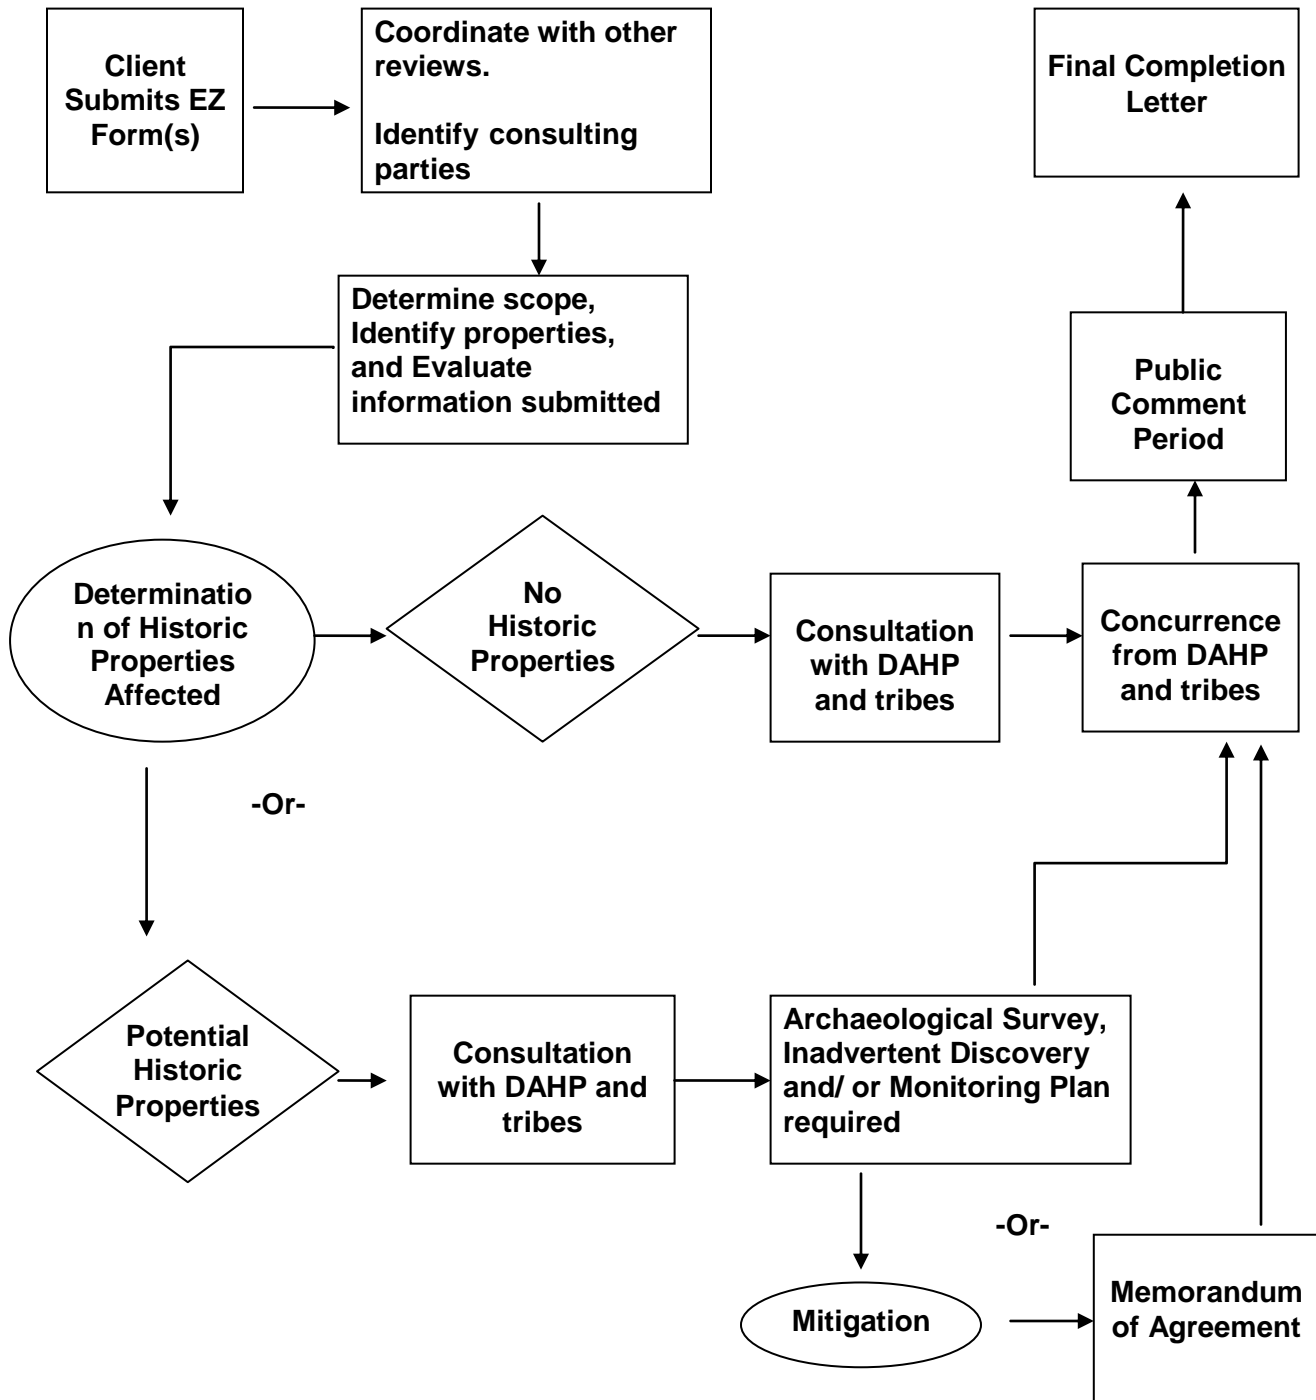 Client
Submits EZ
Form(s)
Coordinate with other
reviews.
Identify consulting
parties
Final Completion
Letter
Determine scope,
Identify properties,
and Evaluate
information submitted
Public
Comment
Period
Determinatio
n of Historic
Properties
Affected
No
Historic
Properties
Consultation
with DAHP
and tribes
Concurrence
from DAHP
and tribes
-Or-
Potential
Historic
Properties
Consultation
with DAHP and
tribes
Archaeological Survey,
Inadvertent Discovery
and/ or Monitoring Plan
required
-Or-
Mitigation
Memorandum
of Agreement